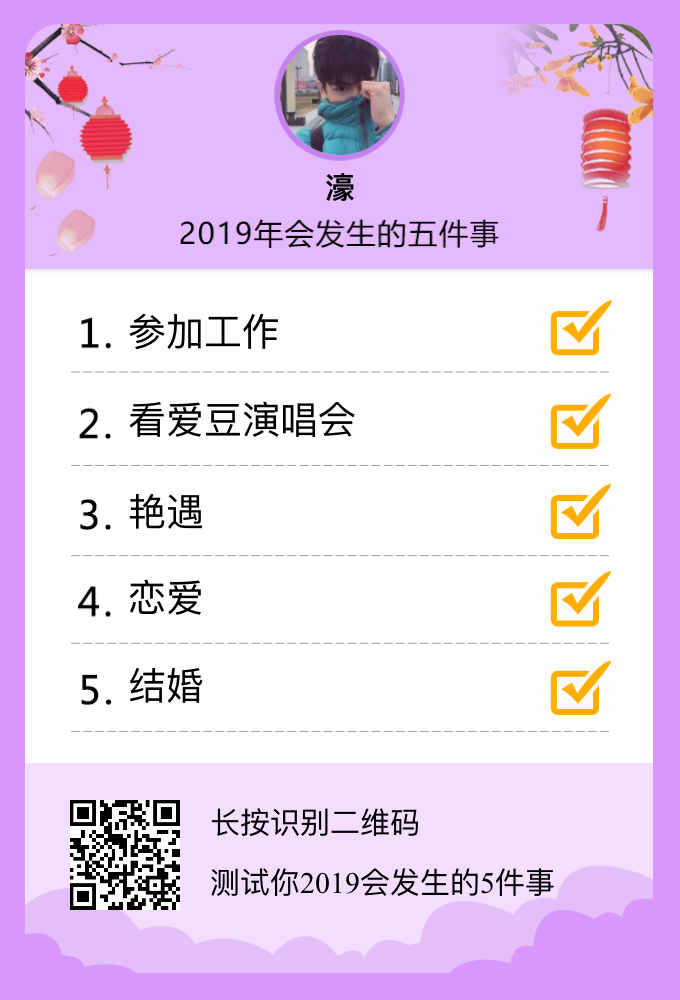 濠
2019年会发生的五件事
1. 参加工作
2. 看爱豆演唱会
3. 艳遇
4. 恋爱
5. 结婚
长按识别二维码
测试你2019会发生的5件事